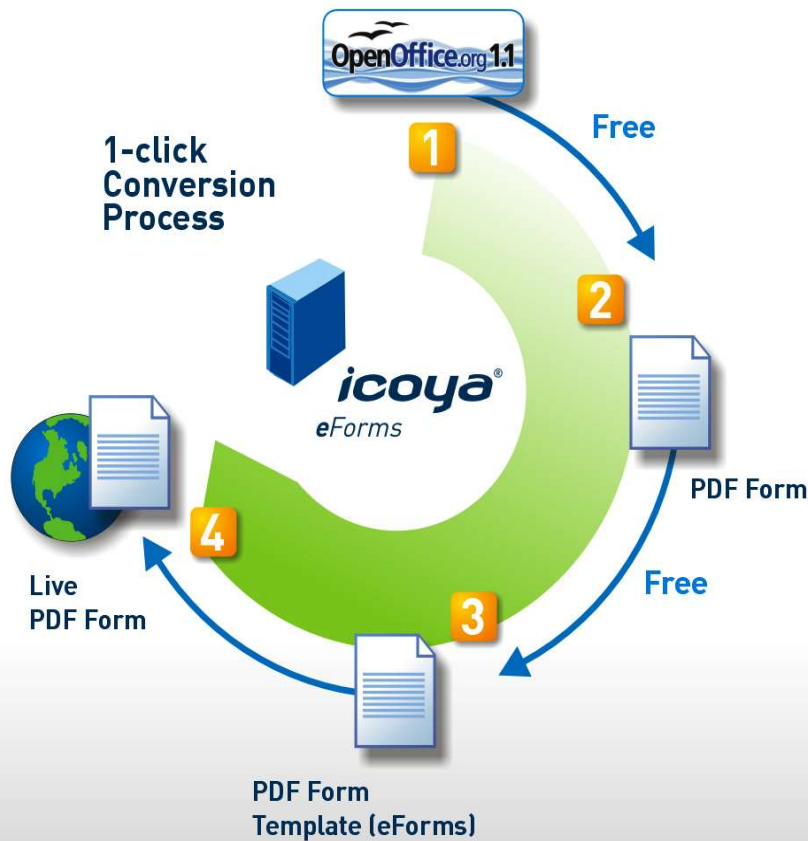 OpenOffice.org 1.1
Free
1-click
Conversion
Process
1
2
icoya®
eForms
PDF Form
Free
4
3
Live
PDF Form
PDF Form
Template (eForms)